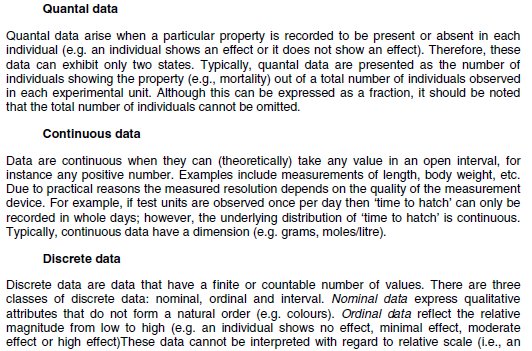 Quantal data
Quantal data arise when a particular property is recorded to be present or absent in each
individual (e.g. an individual shows an effect or it does not show an effect). Therefore, these
data can exhibit only two states. Typically, quantal data are presented as the number of
individuals showing the property (e.g., mortality) out of a total number of individuals observed
in each experimental unit. Although this can be expressed as a fraction, it should be noted
that the total number of individuals cannot be omitted.
Continuous data
Data are continuous when they can (theoretically) take any value in an open interval, for
instance any positive number. Examples include measurements of length, body weight, etc.
Due to practical reasons the measured resolution depends on the quality of the measurement
device. For example, if test units are observed once per day then ‘time to hatch’ can only be
recorded in whole days; however, the underlying distribution of ‘time to hatch’ is continuous.
Typically, continuous data have a dimension (e.g. grams, moles/litre).
Discrete data
Discrete data are data that have a finite or countable number of values. There are three
classes of discrete data: nominal, ordinal and interval. Nominal data express qualitative
attributes that do not form a natural order (e.g. colours). Ordinal data reflect the relative
magnitude from low to high (e.g. an individual shows no effect, minimal effect, moderate
effect or high effect)These data cannot be interpreted with regard to relative scale (i.e., an